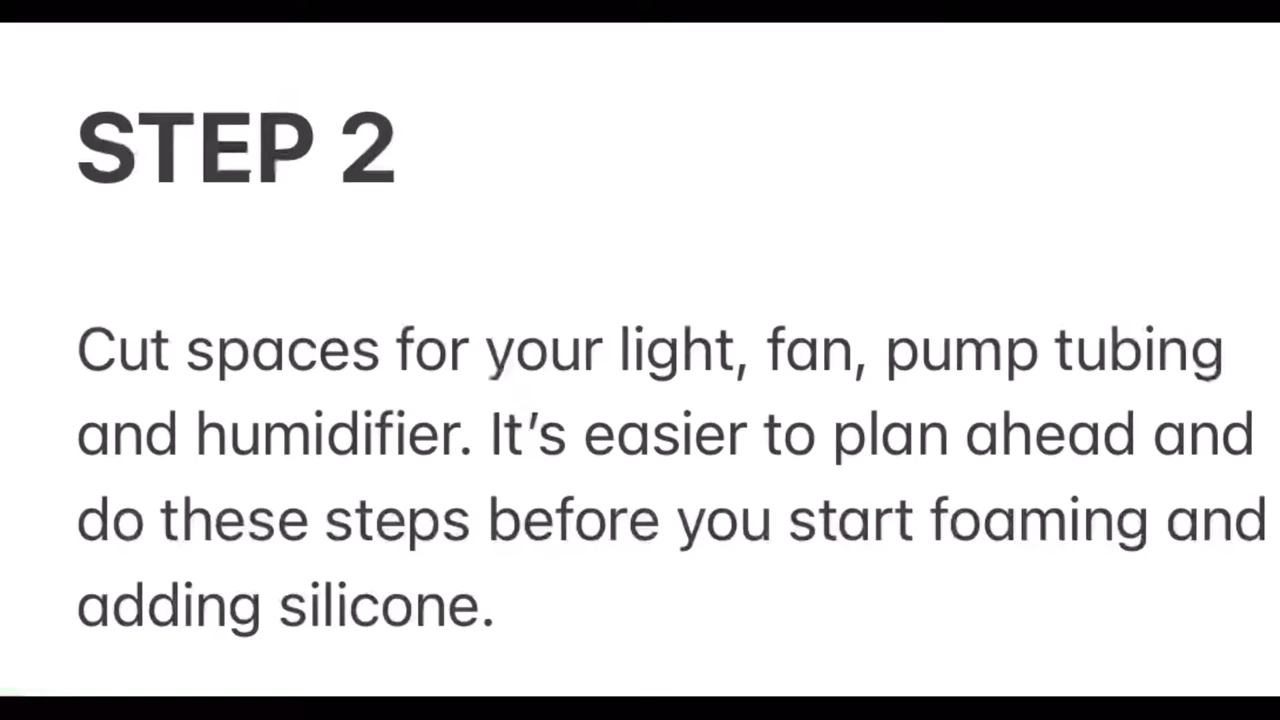 STEP 2
Cut spaces for your light, fan, pump tubing
and humidifier. It’s easier to plan ahead and
do these steps before you start foaming and
adding silicone.